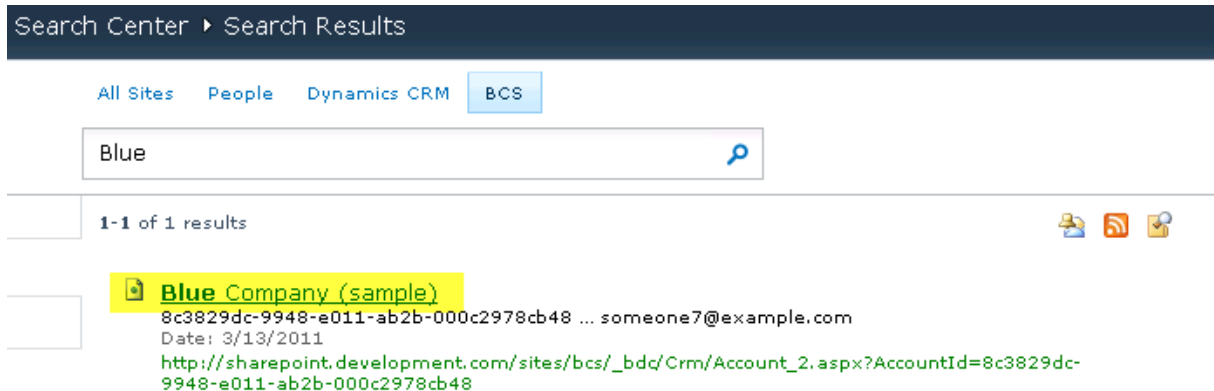 Search Center ▸ Search Results
All Sites People Dynamics CRM BCS
Blue
1-1 of 1 results
Blue Company (sample)
8c3829dc-9948-e011-ab2b-000c2978cb48 ... someone7@example.com
Date: 3/13/2011
http://sharepoint.development.com/sites/bcs/_bdc/Crm/Account_2.aspx?AccountId=8c3829dc-
9948-e011-ab2b-000c2978cb48